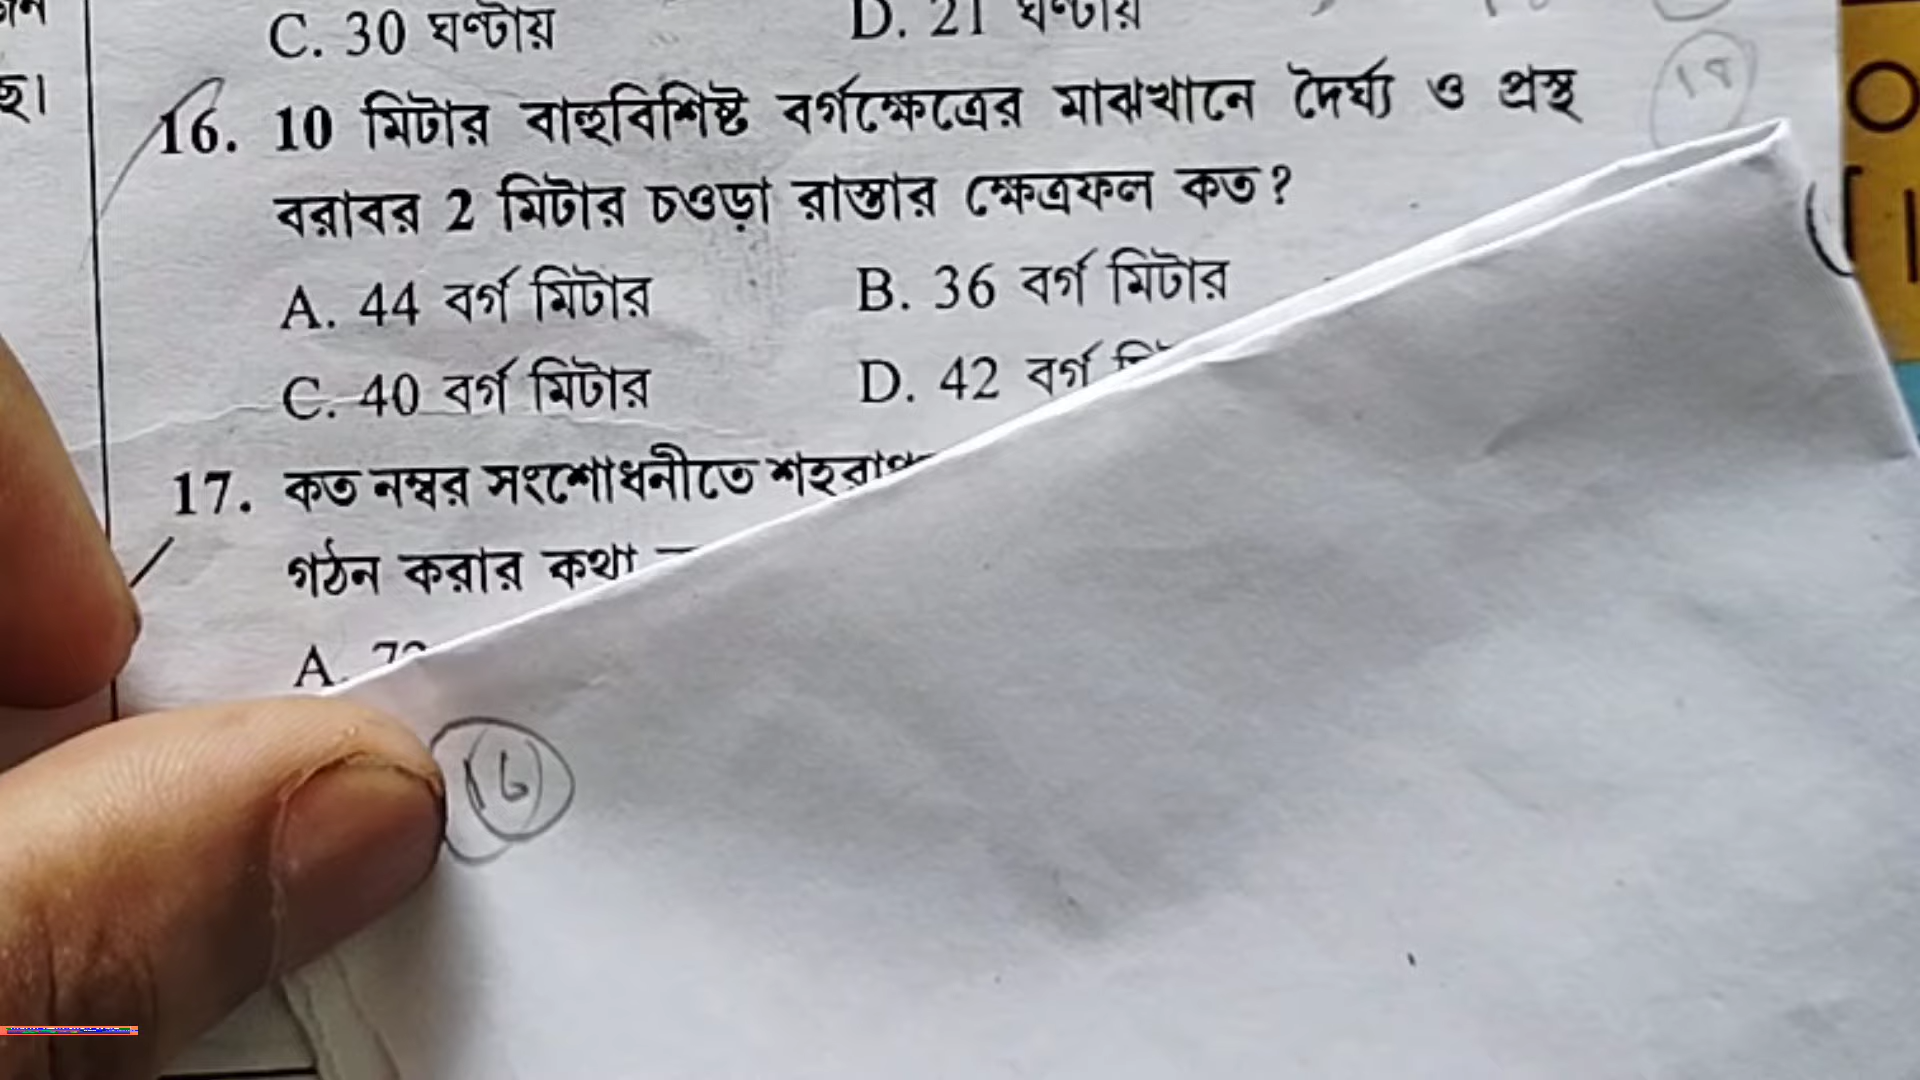 ছ।
C. 30 ঘণ্টায়
D. 21 ঘণ্টায়
16. 10 মিটার বাহুবিশিষ্ট বর্গক্ষেত্রের মাঝখানে দৈর্ঘ্য ও প্রস্থ
বরাবর 2 মিটার চওড়া রাস্তার ক্ষেত্রফল কত?
A. 44 বর্গ মিটার
B. 36 বর্গ মিটার
C. 40 বর্গ মিটার
D. 42 বর্গ
17. কত নম্বর সংশোধনীতে
গঠন করার কথা
A.
16